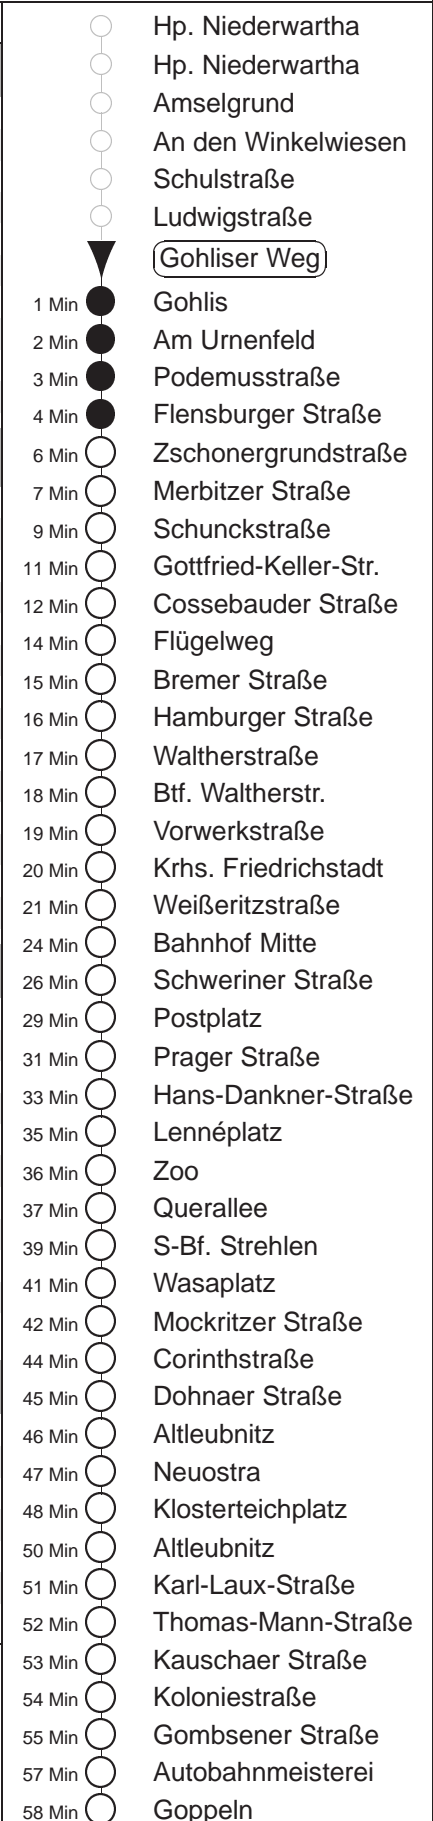 Hp. Niederwartha
Hp. Niederwartha
Amselgrund
An den Winkelwiesen
Schulstraße
Ludwigstraße
Gohliser Weg
1 Min Gohlis
2 Min Am Urnenfeld
3 Min Podemusstraße
4 Min Flensburger Straße
6 Min Zschonergrundstraße
7 Min Merbitzer Straße
9 Min Schunckstraße
11 Min Gottfried-Keller-Str.
12 Min Cossebauder Straße
14 Min Flügelweg
15 Min Bremer Straße
16 Min Hamburger Straße
17 Min Waltherstraße
18 Min Btf. Waltherstr.
19 Min Vorwerkstraße
20 Min Krhs. Friedrichstadt
21 Min Weißeritzstraße
24 Min Bahnhof Mitte
26 Min Schweriner Straße
29 Min Postplatz
31 Min Prager Straße
33 Min Hans-Dankner-Straße
35 Min Lennéplatz
36 Min Zoo
37 Min Querallee
39 Min S-Bf. Strehlen
41 Min Wasaplatz
42 Min Mockritzer Straße
44 Min Corinthstraße
45 Min Dohnaer Straße
46 Min Altleubnitz
47 Min Neuostra
48 Min Klosterteichplatz
50 Min Altleubnitz
51 Min Karl-Laux-Straße
52 Min Thomas-Mann-Straße
53 Min Kauschaer Straße
54 Min Koloniestraße
55 Min Gombsener Straße
57 Min Autobahnmeisterei
58 Min Goppeln